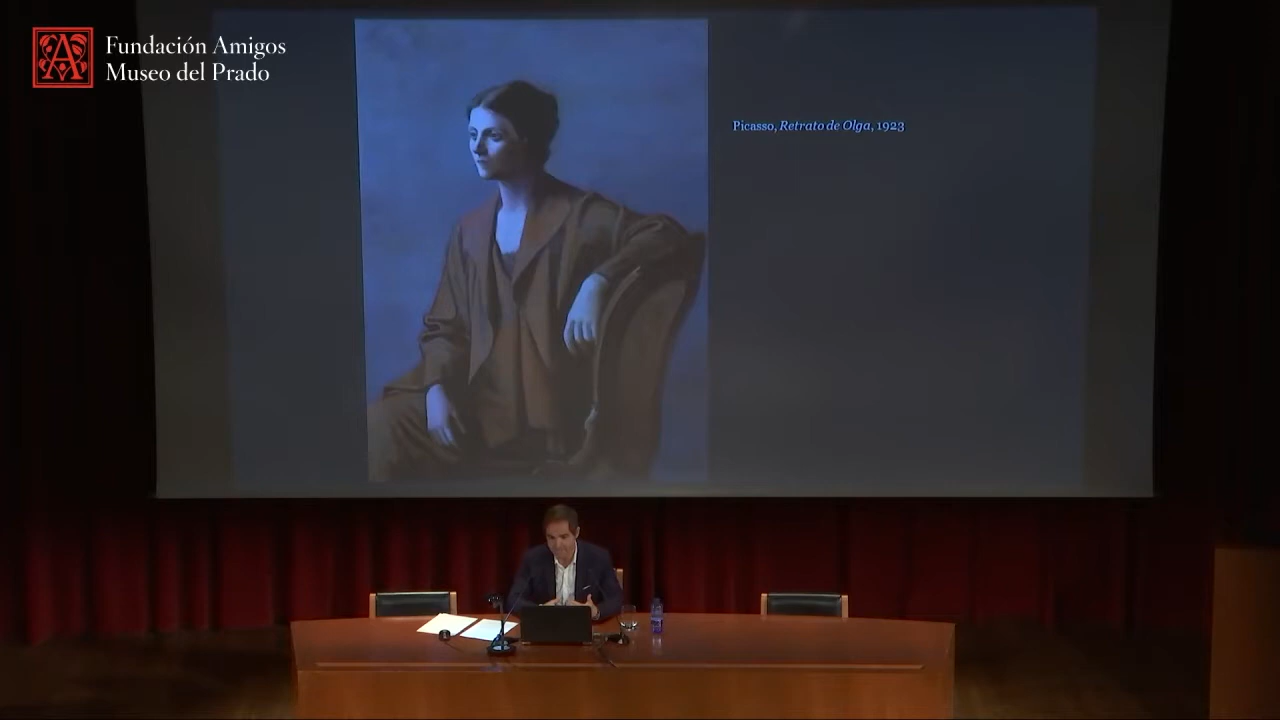 Fundación Amigos
Museo del Prado
Picasso, Retrato de Olga, 1923